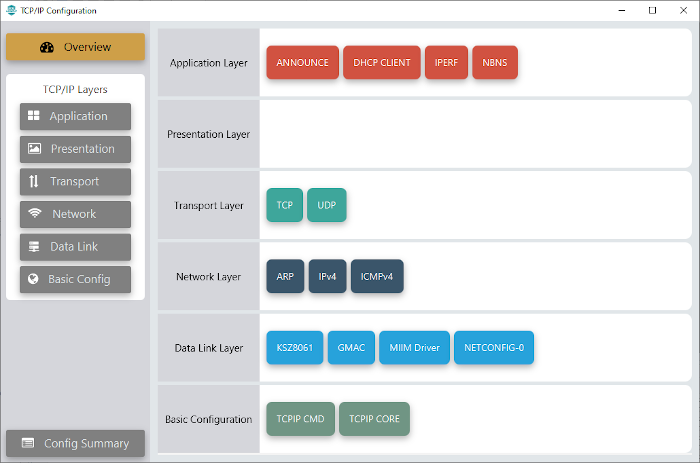 TCP/IP Configuration
Overview
TCP/IP Layers
Application
Presentation
Transport
Network
Data Link
Basic Config
Config Summary
Application Layer
ANNOUNCE DHCP CLIENT IPERF NBNS
Presentation Layer
Transport Layer
TCP UDP
Network Layer
ARP IPv4 ICMPv4
Data Link Layer
KSZ8061 GMAC MIIM Driver NETCONFIG-0
Basic Configuration
TCPIP CMD TCPIP CORE